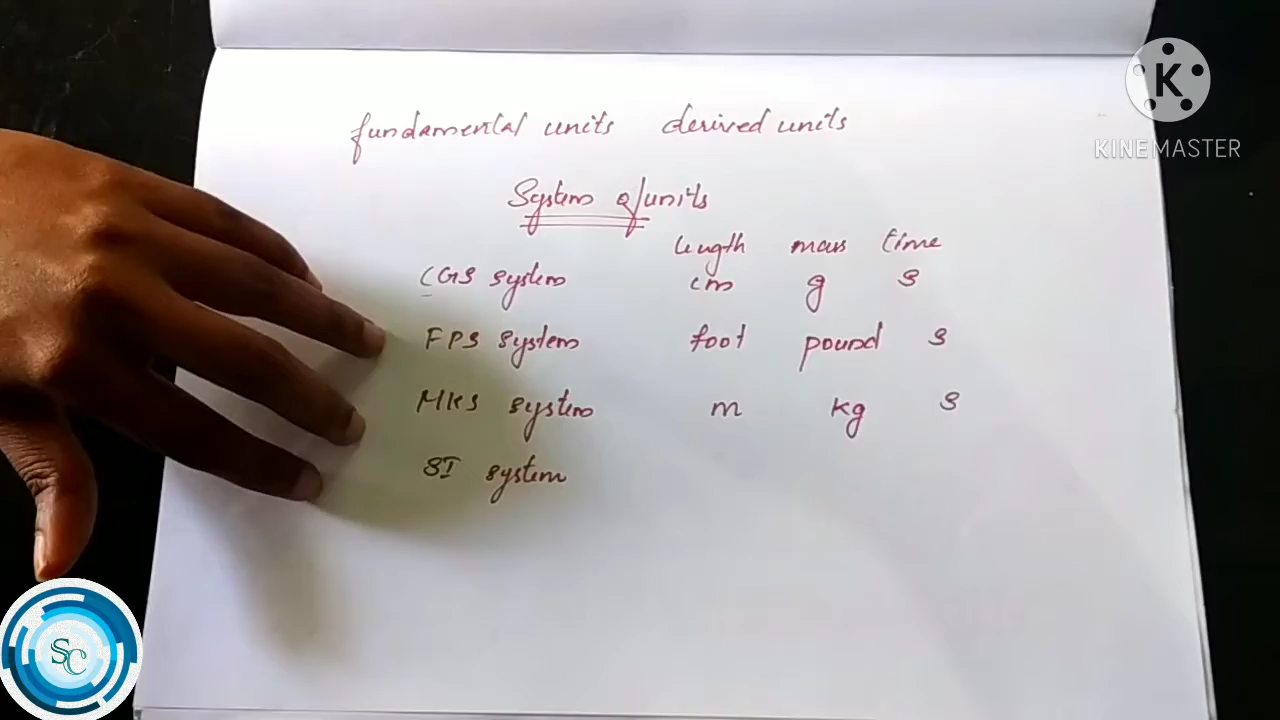 fundamental units derived units
System of units
length mass time
CGS system cm g s
FPS system foot pound s
MKS system m kg s
SI system
K
KINEMASTER
SC